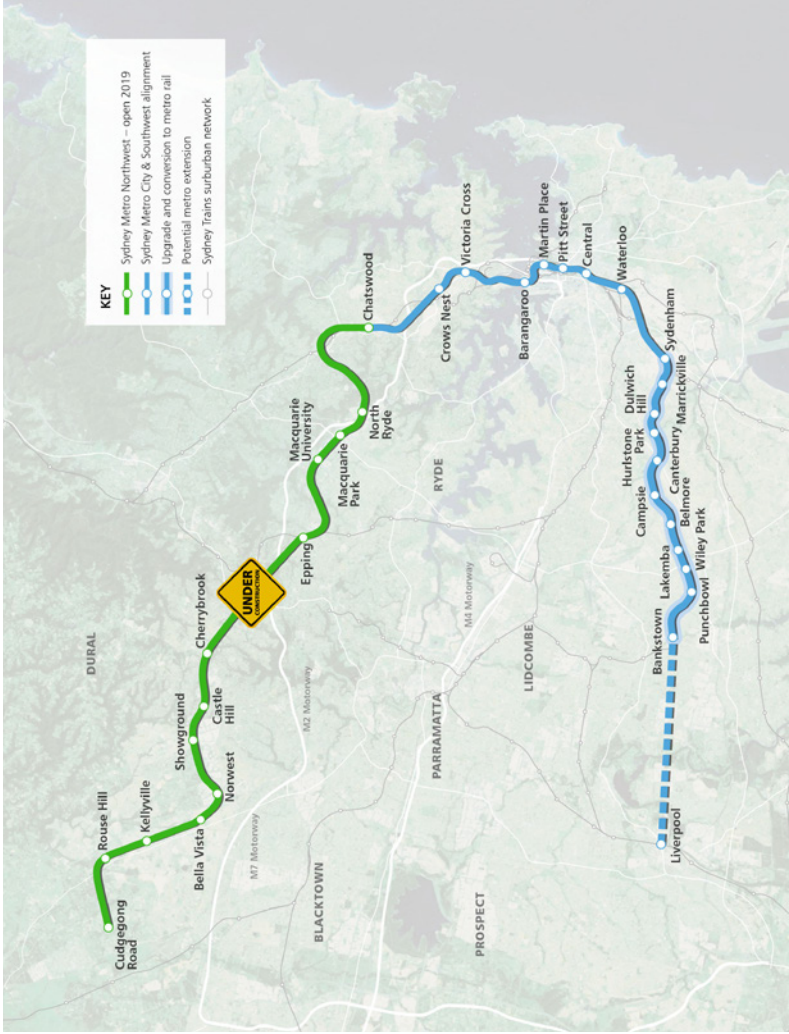 KEY
Sydney Metro Northwest – open 2019
Sydney Metro City & Southwest alignment
Upgrade and conversion to metro rail
Potential metro extension
Sydney Trains suburban network
Cudgegong
Road
Rouse Hill
Kellyville
Bella Vista
Norwest
Showground
Castle
Hill
Cherrybrook
UNDER
CONSTRUCTION
Epping
Macquarie
University
Macquarie
Park
North
Ryde
Chatswood
Crows Nest
Victoria Cross
Barangaroo
Martin Place
Pitt Street
Central
Waterloo
Sydenham
Marrickville
Dulwich
Hill
Hurlstone
Park
Canterbury
Campsie
Belmore
Lakemba
Wiley Park
Punchbowl
Bankstown
Liverpool
DURAL
M2 Motorway
M7 Motorway
BLACKTOWN
PROSPECT
PARRAMATTA
M4 Motorway
LIDCOMBE
RYDE